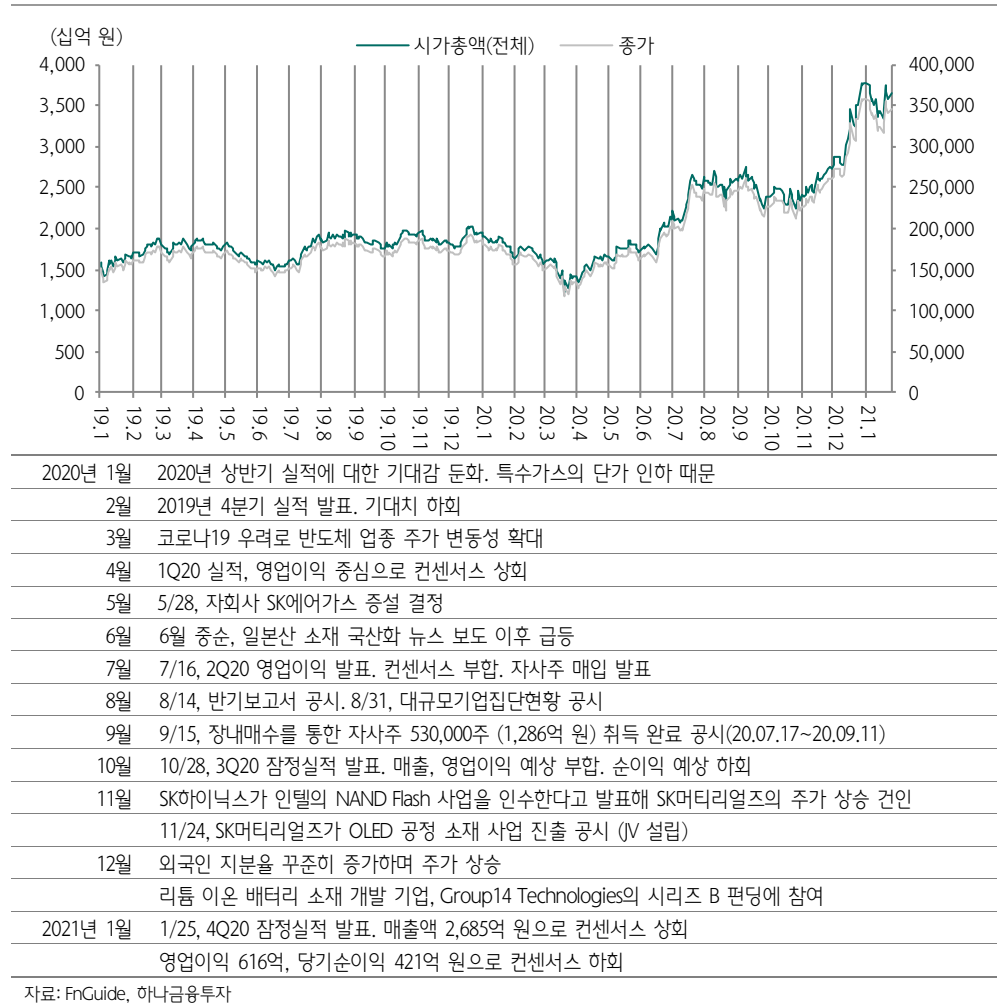 (십억 원)
시가총액(전체) 종가
4,000 400,000
3,500 350,000
3,000 300,000
2,500 250,000
2,000 200,000
1,500 150,000
1,000 100,000
500 50,000
0 0
19.1 19.2 19.3 19.4 19.5 19.6 19.7 19.8 19.9 19.10 19.11 19.12 20.1 20.2 20.3 20.4 20.5 20.6 20.7 20.8 20.9 20.10 20.11 20.12 21.1
2020년 1월 2020년 상반기 실적에 대한 기대감 둔화. 특수가스의 단가 인하 때문
2월 2019년 4분기 실적 발표. 기대치 하회
3월 코로나19 우려로 반도체 업종 주가 변동성 확대
4월 1Q20 실적, 영업이익 중심으로 컨센서스 상회
5월 5/28, 자회사 SK에어가스 증설 결정
6월 6월 중순, 일본산 소재 국산화 뉴스 보도 이후 급등
7월 7/16, 2Q20 영업이익 발표. 컨센서스 부합. 자사주 매입 발표
8월 8/14, 반기보고서 공시. 8/31, 대규모기업집단현황 공시
9월 9/15, 장내매수를 통한 자사주 530,000주 (1,286억 원) 취득 완료 공시(20.07.17~20.09.11)
10월 10/28, 3Q20 잠정실적 발표. 매출, 영업이익 예상 부합. 순이익 예상 하회
11월 SK하이닉스가 인텔의 NAND Flash 사업을 인수한다고 발표해 SK머티리얼즈의 주가 상승 견인
11/24, SK머티리얼즈가 OLED 공정 소재 사업 진출 공시 (JV 설립)
12월 외국인 지분율 꾸준히 증가하며 주가 상승
리튬 이온 배터리 소재 개발 기업, Group14 Technologies의 시리즈 B 펀딩에 참여
2021년 1월 1/25, 4Q20 잠정실적 발표. 매출액 2,685억 원으로 컨센서스 상회
영업이익 616억, 당기순이익 421억 원으로 컨센서스 하회
자료: FnGuide, 하나금융투자